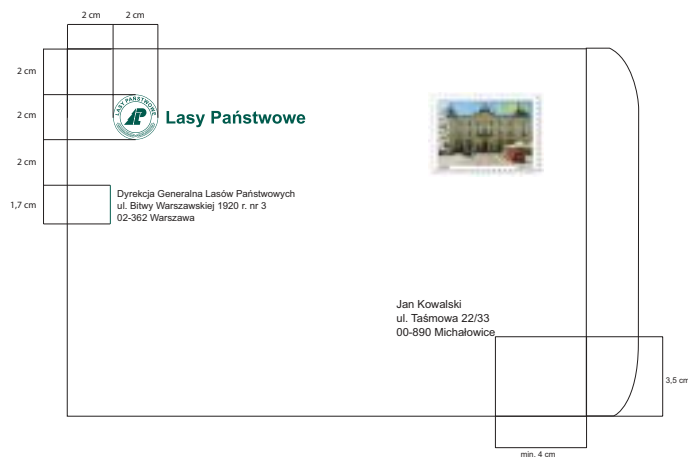 2 cm 2 cm
2 cm
2 cm
LASY PAŃSTWOWE
Lasy Państwowe
2 cm
1,7 cm
Dyrekcja Generalna Lasów Państwowych
ul. Bitwy Warszawskiej 1920 r. nr 3
02-362 Warszawa
Jan Kowalski
ul. Taśmowa 22/33
00-890 Michałowice
3,5 cm
min. 4 cm